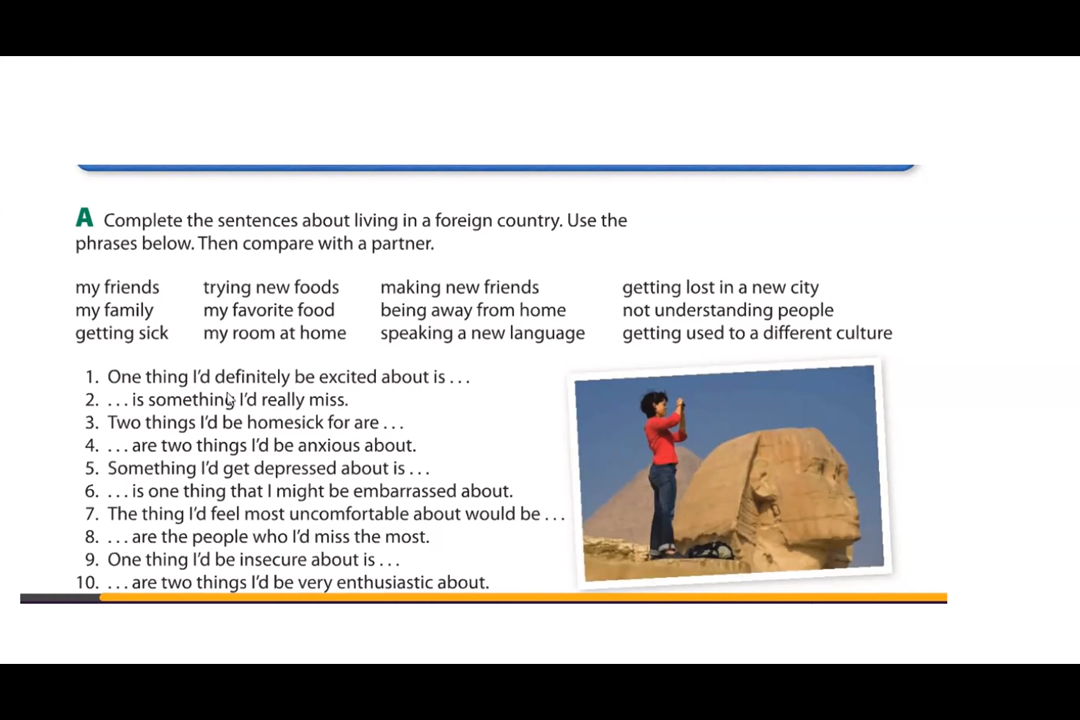 A Complete the sentences about living in a foreign country. Use the
phrases below. Then compare with a partner.
my friends trying new foods making new friends getting lost in a new city
my family my favorite food being away from home not understanding people
getting sick my room at home speaking a new language getting used to a different culture
1. One thing I'd definitely be excited about is . . .
2. . . . is something I'd really miss.
3. Two things I'd be homesick for are . . .
4. . . . are two things I'd be anxious about.
5. Something I'd get depressed about is . . .
6. . . . is one thing that I might be embarrassed about.
7. The thing I'd feel most uncomfortable about would be . . .
8. . . . are the people who I'd miss the most.
9. One thing I'd be insecure about is . . .
10. . . . are two things I'd be very enthusiastic about.